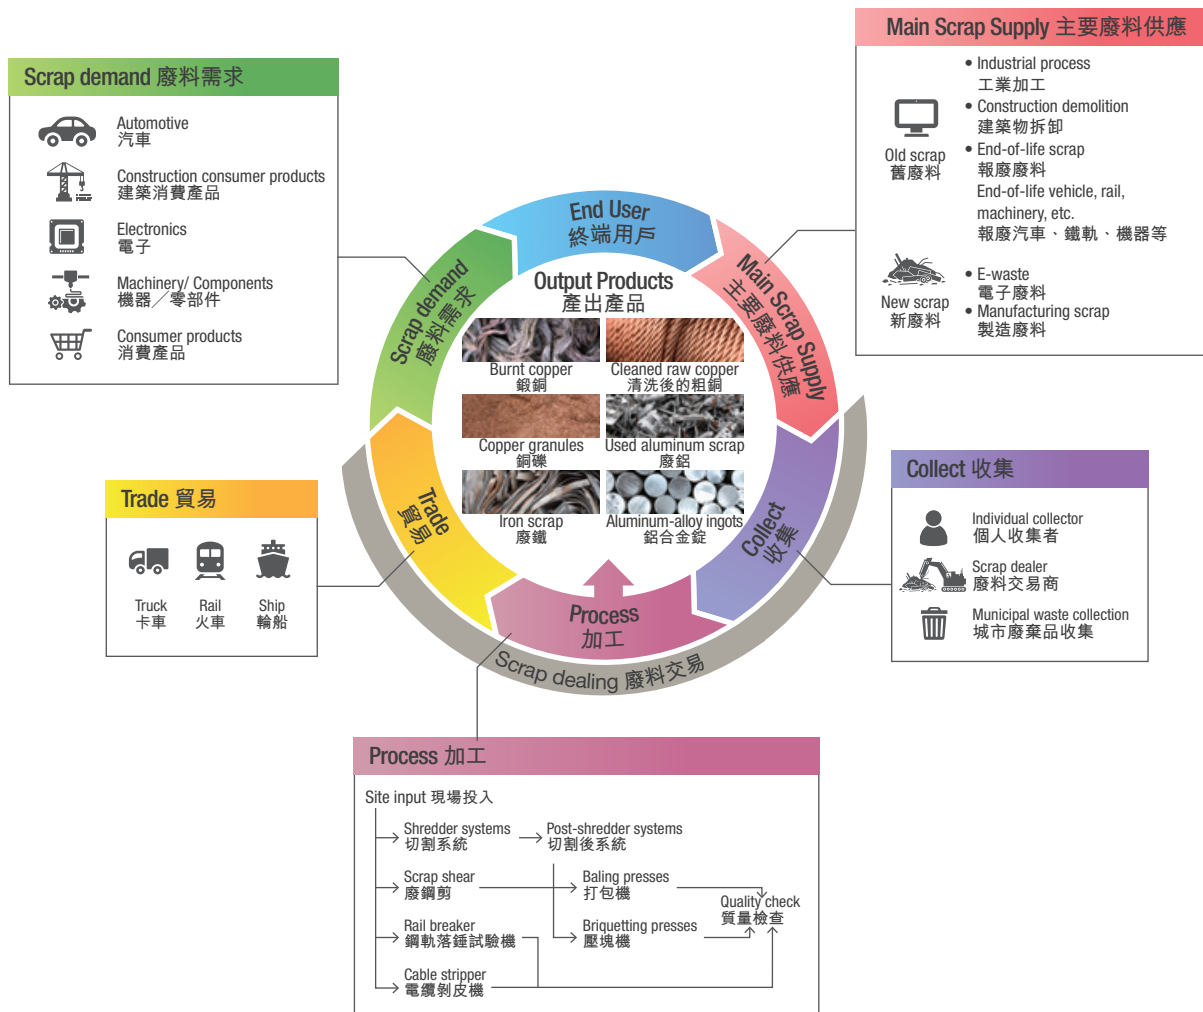 Main Scrap Supply 主要廢料供應
• Industrial process
工業加工
• Construction demolition
建築物拆卸
Old scrap
舊廢料
• End-of-life scrap
報廢廢料
End-of-life vehicle, rail,
machinery, etc.
報廢汽車、鐵軌、機器等
New scrap
新廢料
• E-waste
電子廢料
• Manufacturing scrap
製造廢料
Scrap demand 廢料需求
Automotive
汽車
Construction consumer products
建築消費產品
Electronics
電子
Machinery/ Components
機器／零部件
Consumer products
消費產品
End User
終端用戶
Main Scrap Supply
主要廢料供應
Collect
收集
Process
加工
Trade
貿易
Scrap demand
廢料需求
Scrap dealing 廢料交易
Output Products
產出產品
Burnt copper
鍛銅
Cleaned raw copper
清洗後的粗銅
Copper granules
銅礫
Used aluminum scrap
廢鋁
Iron scrap
廢鐵
Aluminum-alloy ingots
鋁合金錠
Trade 貿易
Truck
卡車
Rail
火車
Ship
輪船
Collect 收集
Individual collector
個人收集者
Scrap dealer
廢料交易商
Municipal waste collection
城市廢棄品收集
Process 加工
Site input 現場投入
Shredder systems
切割系統
Post-shredder systems
切割後系統
Scrap shear
廢鋼剪
Baling presses
打包機
Quality check
質量檢查
Rail breaker
鋼軌落錘試驗機
Briquetting presses
壓塊機
Cable stripper
電纜剝皮機